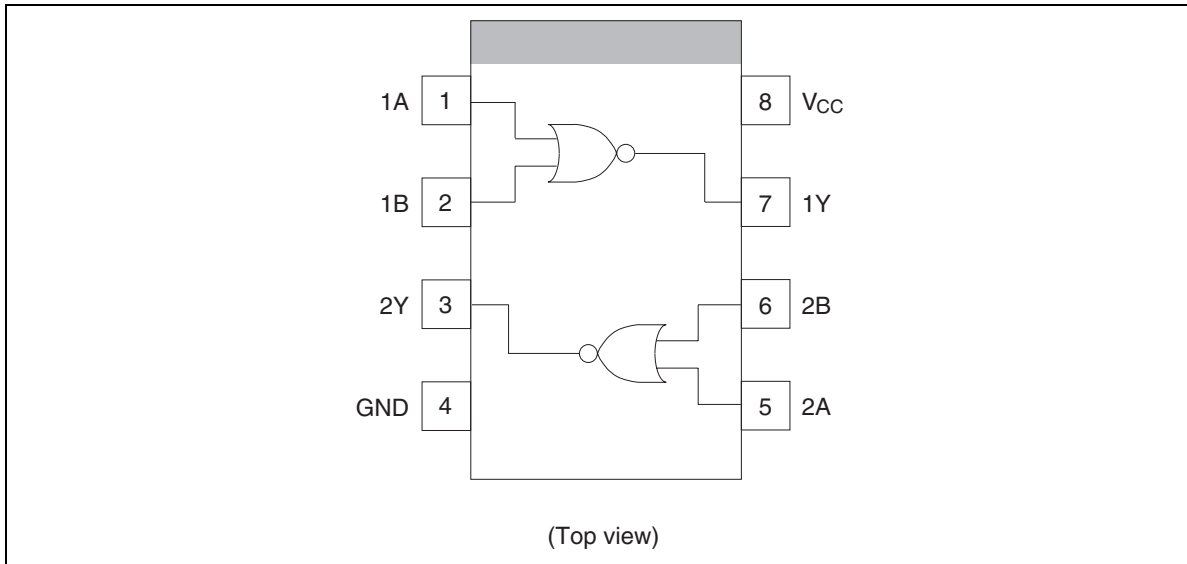 1A 1 8 VCC
1B 2 7 1Y
2Y 3 6 2B
GND 4 5 2A
(Top view)